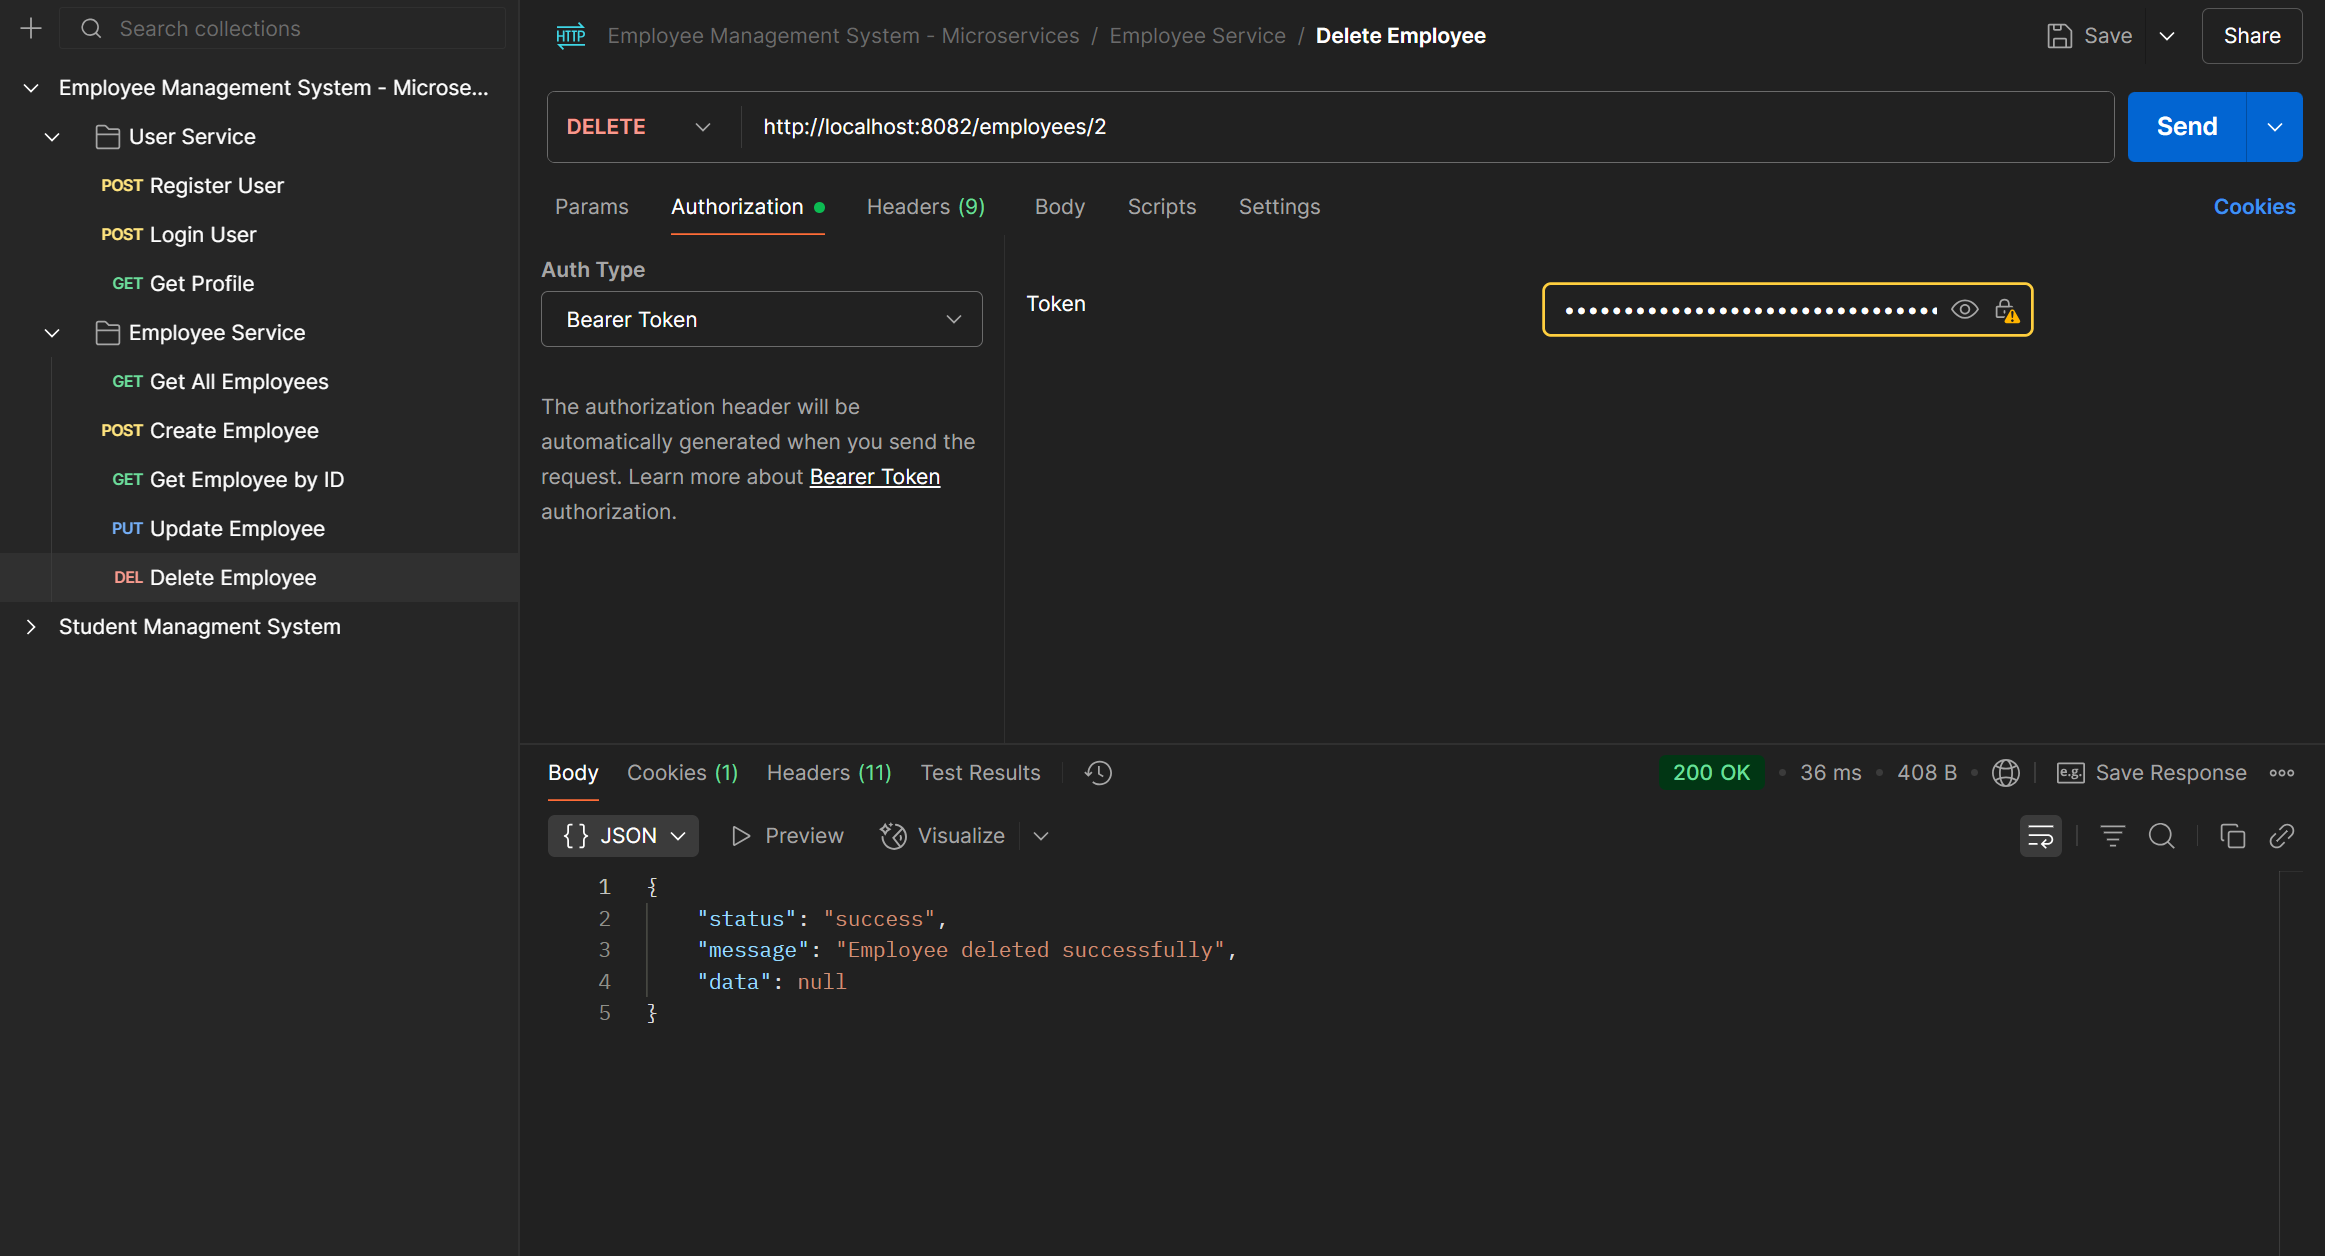 Search collections
Employee Management System - Microse...
User Service
POST Register User
POST Login User
GET Get Profile
Employee Service
GET Get All Employees
POST Create Employee
GET Get Employee by ID
PUT Update Employee
DEL Delete Employee
Student Managment System
HTTP Employee Management System - Microservices / Employee Service / Delete Employee
Save
Share
DELETE http://localhost:8082/employees/2
Send
Params Authorization Headers (9) Body Scripts Settings
Cookies
Auth Type
Bearer Token
The authorization header will be
automatically generated when you send the
request. Learn more about Bearer Token
authorization.
Token
Body Cookies (1) Headers (11) Test Results
200 OK • 36 ms • 408 B
e.g. Save Response
{} JSON Preview Visualize
1 {
2 "status": "success",
3 "message": "Employee deleted successfully",
4 "data": null
5 }